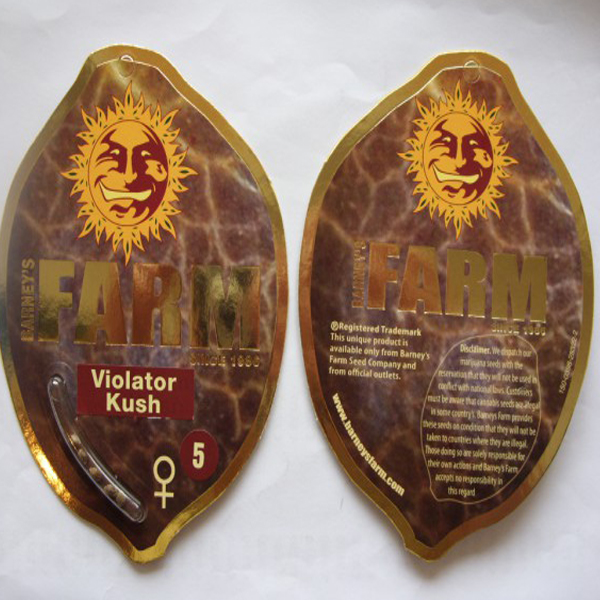 BARNEY'S
FARM
SINCE 1986
Violator
Kush
5
BARNEY'S
FARM
SINCE 1986
®Registered Trademark
This unique product is
available only from Barney's
Farm Seed Company and
from official outlets.
www.barneysfarm.com
Disclaimer: We dispatch our
marijuana seeds with the
reservation that they will not be used in
conflict with national laws. Customers
must be aware that cannabis seeds are illegal
in some country's. Barneys Farm provides
these seeds on condition that they will not be
taken to countries where they are illegal.
Those doing so are solely responsible for
their own actions and Barney's Farm
accepts no responsibility in
this regard